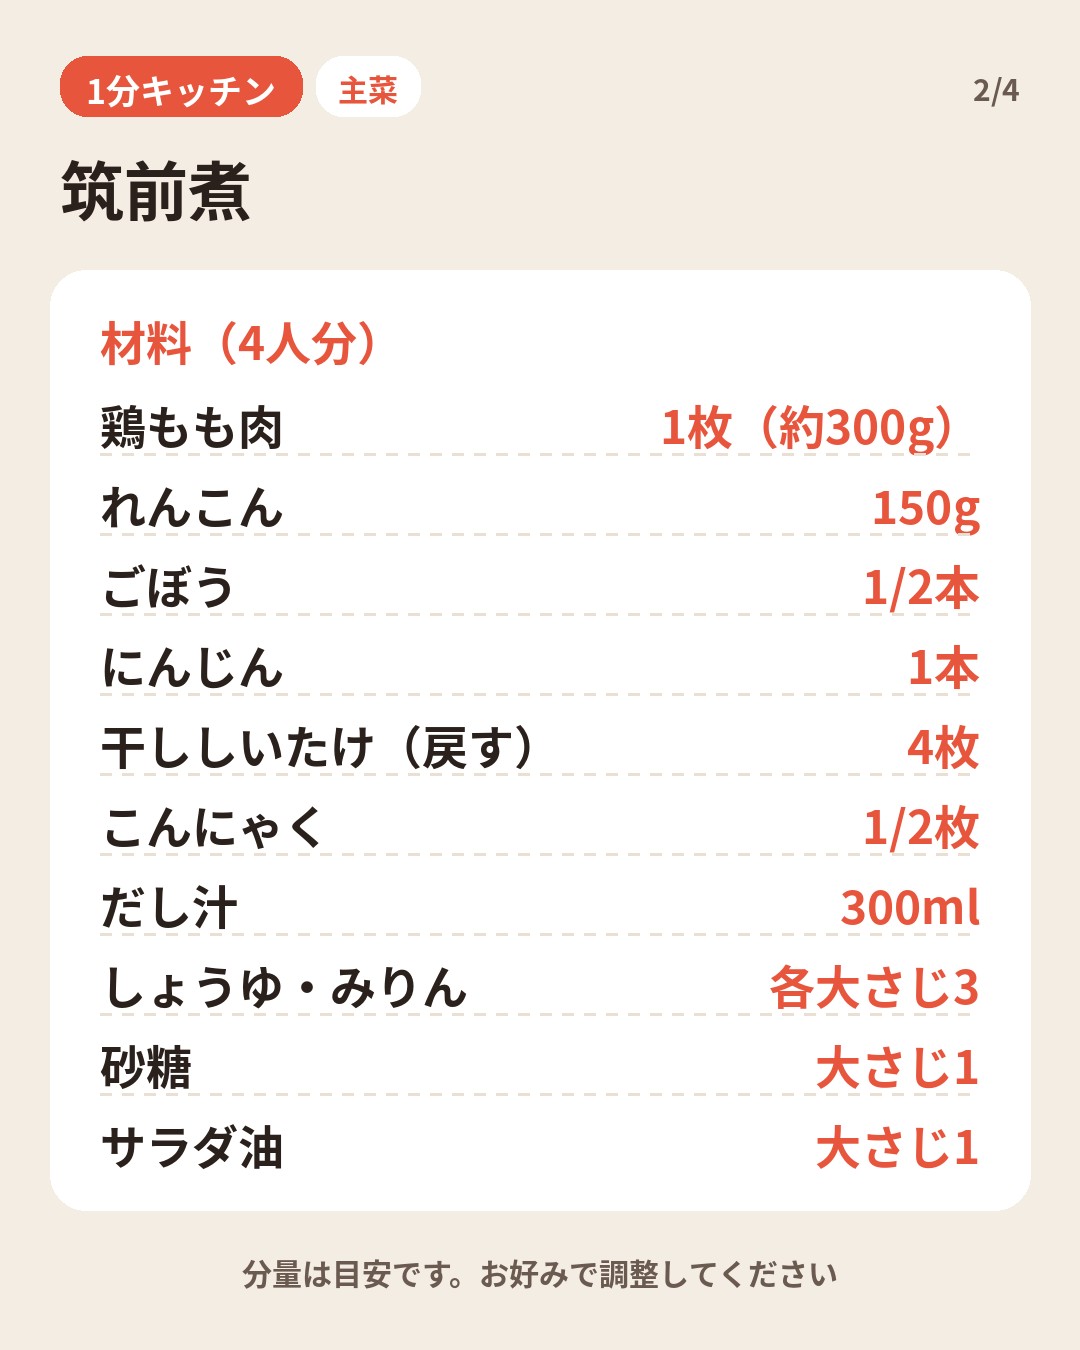 1分キッチン 主菜 2/4
筑前煮
材料（4人分）
鶏もも肉 1枚（約300g）
れんこん 150g
ごぼう 1/2本
にんじん 1本
干ししいたけ（戻す） 4枚
こんにゃく 1/2枚
だし汁 300ml
しょうゆ・みりん 各大さじ3
砂糖 大さじ1
サラダ油 大さじ1
分量は目安です。お好みで調整してください